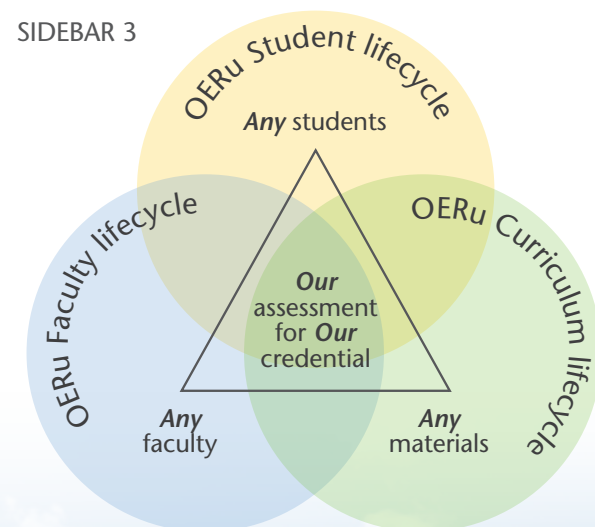 SIDEBAR 3
OERu Student lifecycle
Any students
OERu Faculty lifecycle
OERu Curriculum lifecycle
Our
assessment
for Our
credential
Any
faculty
Any
materials